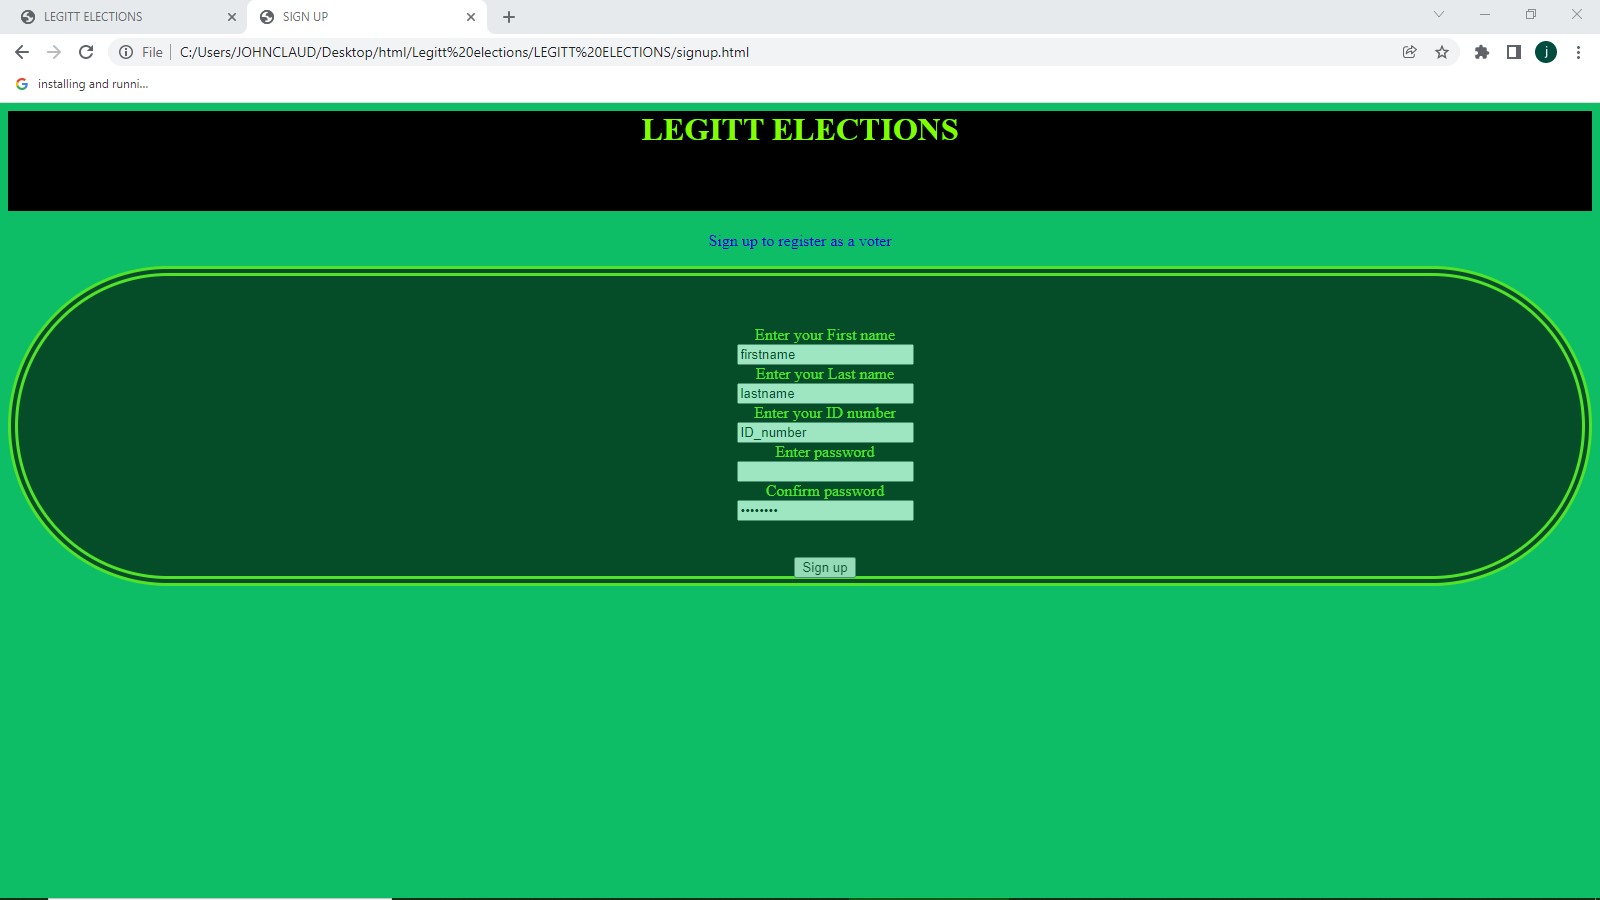 LEGITT ELECTIONS
SIGN UP
File
C:/Users/JOHNCLAUD/Desktop/html/Legitt%20elections/LEGITT%20ELECTIONS/signup.html
j
installing and runni...
LEGITT ELECTIONS
Sign up to register as a voter
Enter your First name
firstname
Enter your Last name
lastname
Enter your ID number
ID_number
Enter password
Confirm password
••••••••
Sign up